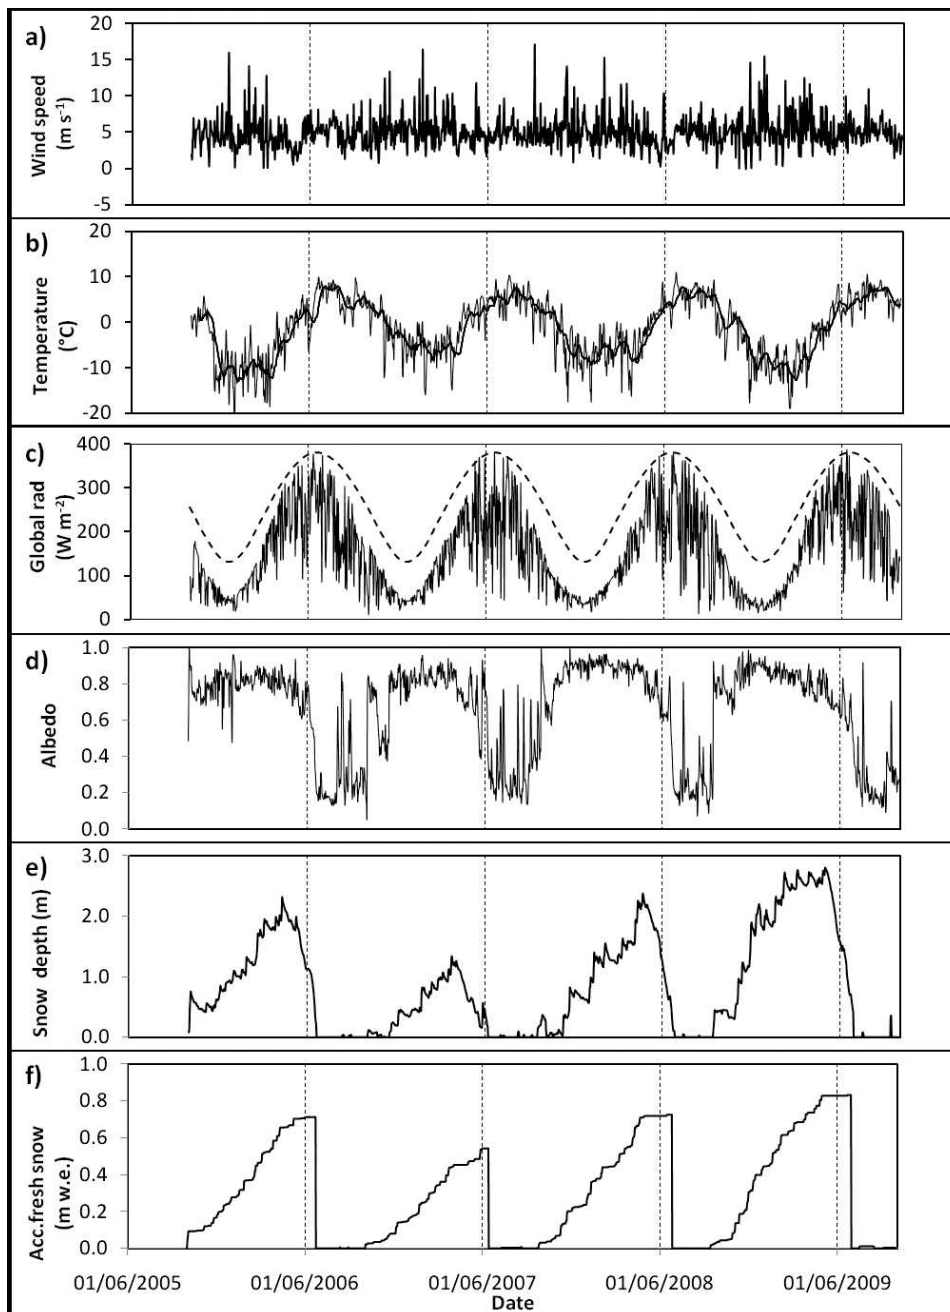 a)
Wind speed
(m s⁻¹)
20
15
10
5
0
-5
b)
Temperature
(°C)
20
10
0
-10
-20
c)
Global rad
(W m⁻²)
400
300
200
100
0
d)
Albedo
1.0
0.8
0.6
0.4
0.2
0.0
e)
Snow depth (m)
3.0
2.0
1.0
0.0
f)
Acc.fresh snow
(m w.e.)
1.0
0.8
0.6
0.4
0.2
0.0
01/06/2005 01/06/2006 01/06/2007 01/06/2008 01/06/2009
Date